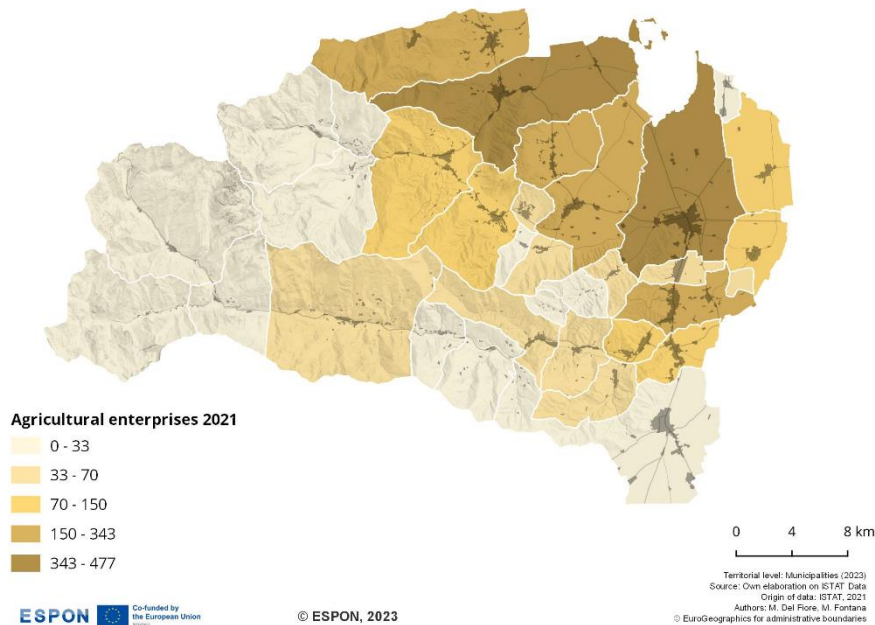 Agricultural enterprises 2021
0 - 33
33 - 70
70 - 150
150 - 343
343 - 477
0 4 8 km
Territorial level: Municipalities (2023)
Source: Own elaboration on ISTAT Data
Origin of data: ISTAT, 2021
Authors: M. Del Fiore, M. Fontana
© EuroGeographics for administrative boundaries
ESPON
Co-funded by
the European Union
© ESPON, 2023